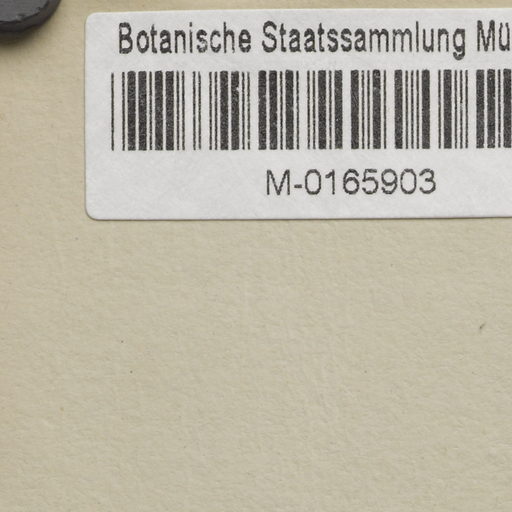 Botanische Staatssammlung Mü
M-0165903